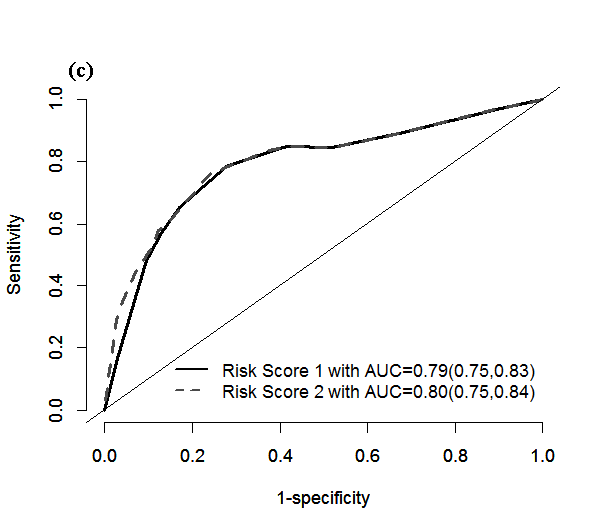 (c)
1.0
0.8
0.6
0.4
0.2
0.0
Sensitivity
Risk Score 1 with AUC=0.79(0.75,0.83)
Risk Score 2 with AUC=0.80(0.75,0.84)
0.0 0.2 0.4 0.6 0.8 1.0
1-specificity